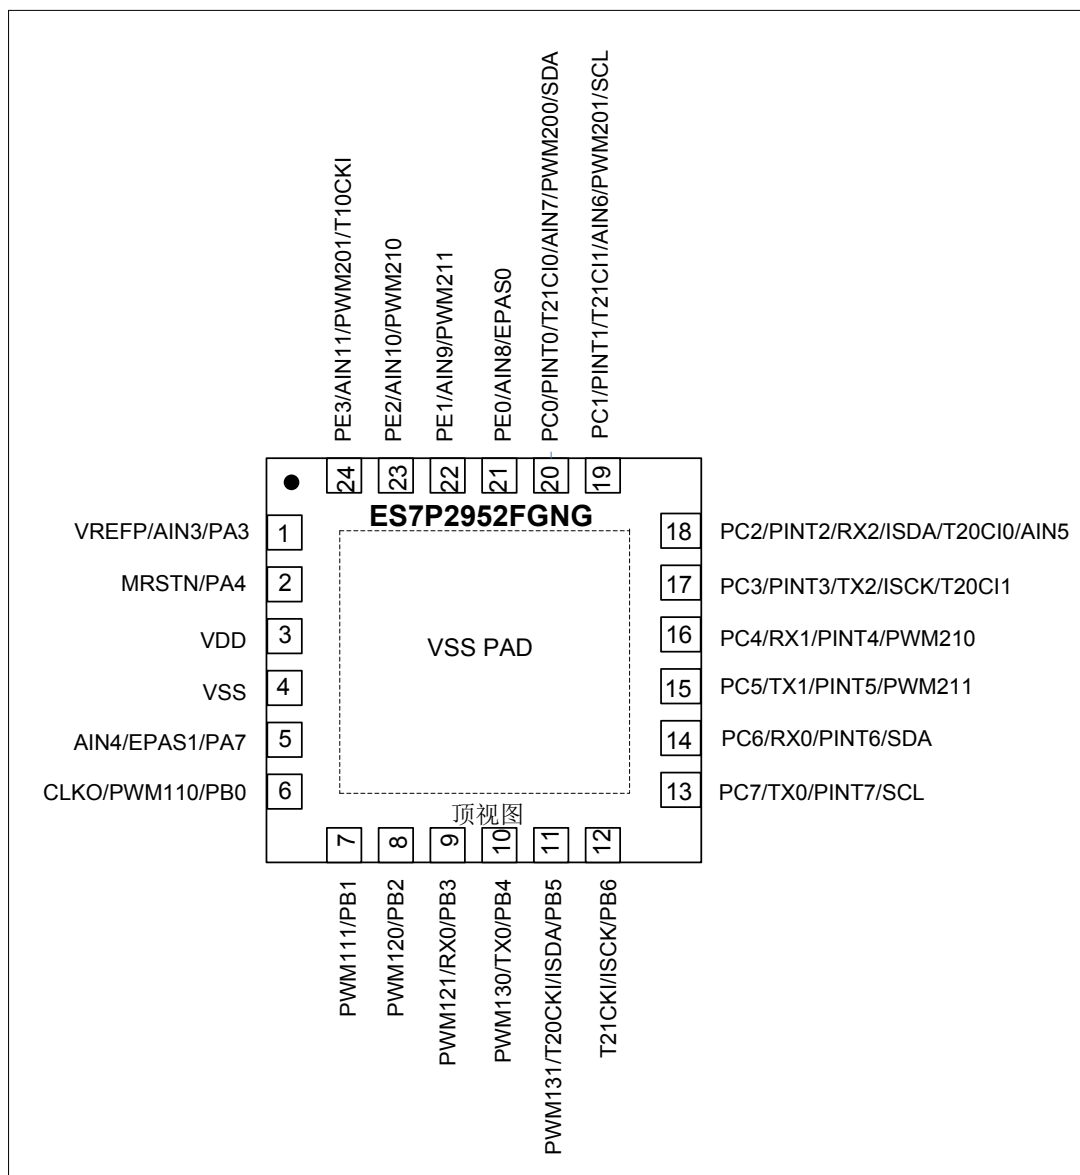 PE3/AIN11/PWM201/T10CKI
PE2/AIN10/PWM210
PE1/AIN9/PWM211
PE0/AIN8/EPAS0
PC0/PINT0/T21CI0/AIN7/PWM200/SDA
PC1/PINT1/T21CI1/AIN6/PWM201/SCL
24
23
22
21
20
19
ES7P2952FGNG
VREFP/AIN3/PA3
1
MRSTN/PA4
2
VDD
3
VSS
4
AIN4/EPAS1/PA7
5
CLKO/PWM110/PB0
6
VSS PAD
顶视图
18
PC2/PINT2/RX2/ISDA/T20CI0/AIN5
17
PC3/PINT3/TX2/ISCK/T20CI1
16
PC4/RX1/PINT4/PWM210
15
PC5/TX1/PINT5/PWM211
14
PC6/RX0/PINT6/SDA
13
PC7/TX0/PINT7/SCL
7
8
9
10
11
12
PWM111/PB1
PWM120/PB2
PWM121/RX0/PB3
PWM130/TX0/PB4
PWM131/T20CKI/ISDA/PB5
T21CKI/ISCK/PB6